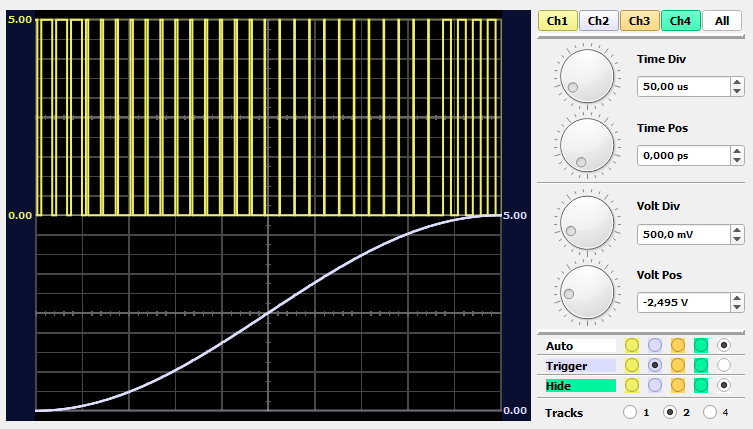 5.00
0.00
5.00
0.00
Ch1 Ch2 Ch3 Ch4 All
Time Div
50,00 us
Time Pos
0,000 ps
Volt Div
500,0 mV
Volt Pos
-2,495 V
Auto
Trigger
Hide
Tracks 1 2 4